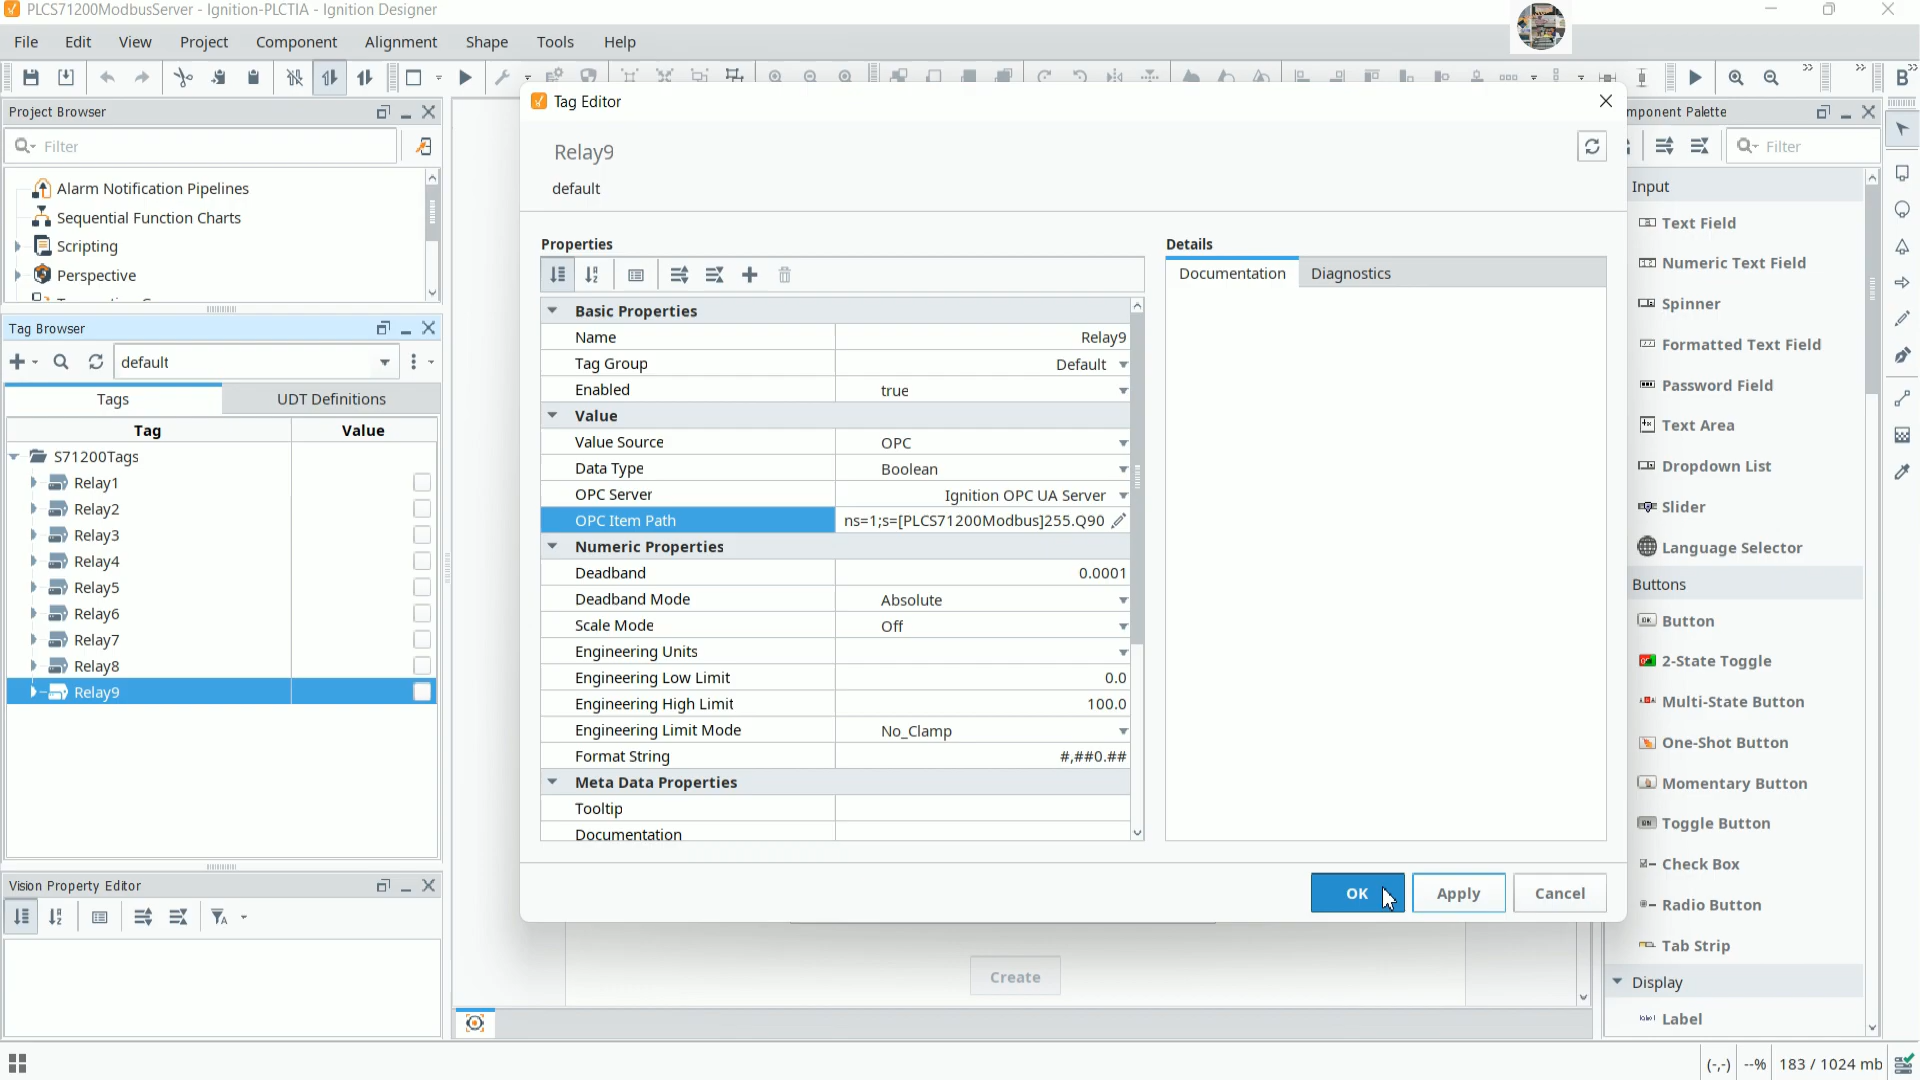 PLCS71200ModbusServer - Ignition-PLCTIA - Ignition Designer
File Edit View Project Component Alignment Shape Tools Help
B
Project Browser
Filter
Alarm Notification Pipelines
Sequential Function Charts
Scripting
Perspective
Tag Browser
default
Tags UDT Definitions
Tag Value
S71200Tags
Relay1
Relay2
Relay3
Relay4
Relay5
Relay6
Relay7
Relay8
Relay9
Vision Property Editor
Tag Editor
Relay9
default
Properties
Basic Properties
Name Relay9
Tag Group Default
Enabled true
Value
Value Source OPC
Data Type Boolean
OPC Server Ignition OPC UA Server
OPC Item Path ns=1;s=[PLCS71200Modbus]255.Q90
Numeric Properties
Deadband 0.0001
Deadband Mode Absolute
Scale Mode Off
Engineering Units
Engineering Low Limit 0.0
Engineering High Limit 100.0
Engineering Limit Mode No_Clamp
Format String #,##0.##
Meta Data Properties
Tooltip
Documentation
Details
Documentation Diagnostics
OK Apply Cancel
Create
mponent Palette
Filter
Input
Text Field
Numeric Text Field
Spinner
Formatted Text Field
Password Field
Text Area
Dropdown List
Slider
Language Selector
Buttons
Button
2-State Toggle
Multi-State Button
One-Shot Button
Momentary Button
Toggle Button
Check Box
Radio Button
Tab Strip
Display
Label
(-,-) --% 183 / 1024 mb